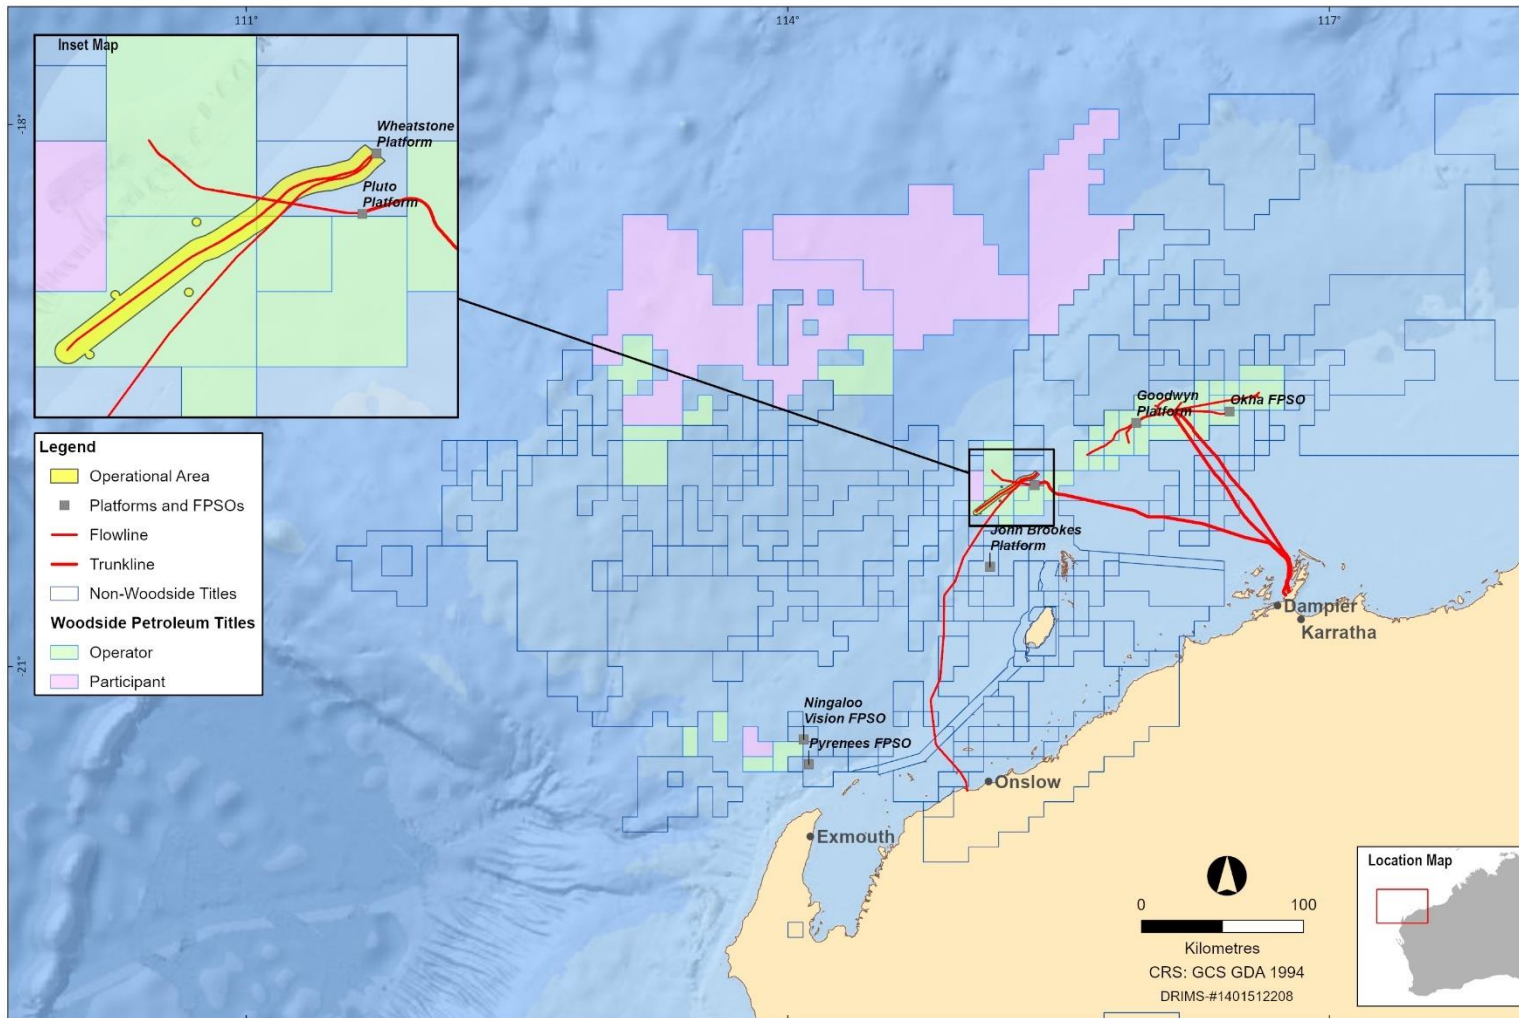 111°
114°
117°
-18°
-21°
Inset Map
Wheatstone
Platform
Pluto
Platform
Legend
Operational Area
Platforms and FPSOs
Flowline
Trunkline
Non-Woodside Titles
Woodside Petroleum Titles
Operator
Participant
Goodwyn
Platform
Okha FPSO
John Brookes
Platform
Dampier
Karratha
Ningaloo
Vision FPSO
Pyrenees FPSO
Onslow
Exmouth
0 100
Kilometres
CRS: GCS GDA 1994
DRIMS-#1401512208
Location Map